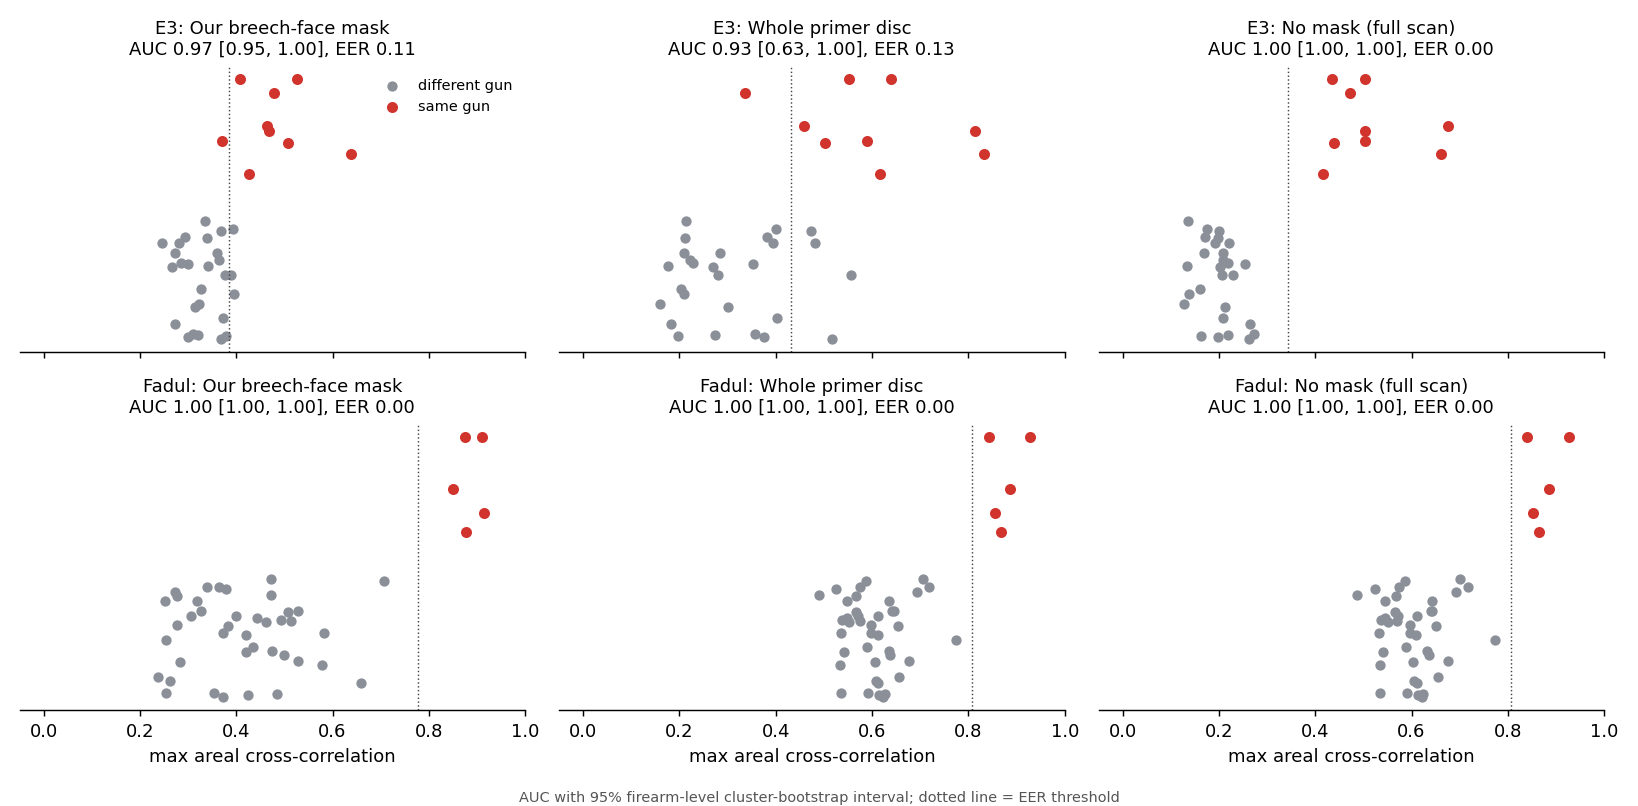 E3: Our breech-face mask
AUC 0.97 [0.95, 1.00], EER 0.11
different gun
same gun
E3: Whole primer disc
AUC 0.93 [0.63, 1.00], EER 0.13
E3: No mask (full scan)
AUC 1.00 [1.00, 1.00], EER 0.00
Fadul: Our breech-face mask
AUC 1.00 [1.00, 1.00], EER 0.00
0.0 0.2 0.4 0.6 0.8 1.0
max areal cross-correlation
Fadul: Whole primer disc
AUC 1.00 [1.00, 1.00], EER 0.00
0.0 0.2 0.4 0.6 0.8 1.0
max areal cross-correlation
Fadul: No mask (full scan)
AUC 1.00 [1.00, 1.00], EER 0.00
0.0 0.2 0.4 0.6 0.8 1.0
max areal cross-correlation
AUC with 95% firearm-level cluster-bootstrap interval; dotted line = EER threshold